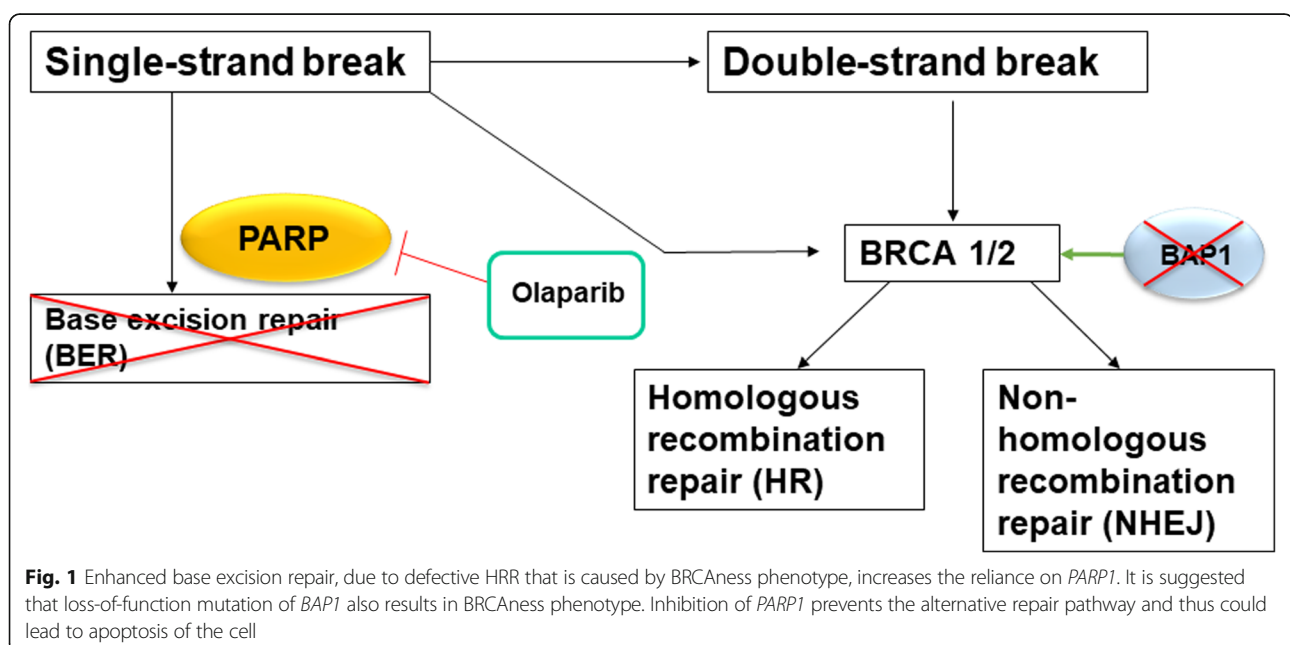 Single-strand break
Double-strand break
PARP
Olaparib
BRCA 1/2
BAP1
Base excision repair
(BER)
Homologous
recombination
repair (HR)
Non-
homologous
recombination
repair (NHEJ)
Fig. 1 Enhanced base excision repair, due to defective HRR that is caused by BRCAness phenotype, increases the reliance on PARP1. It is suggested
that loss-of-function mutation of BAP1 also results in BRCAness phenotype. Inhibition of PARP1 prevents the alternative repair pathway and thus could
lead to apoptosis of the cell